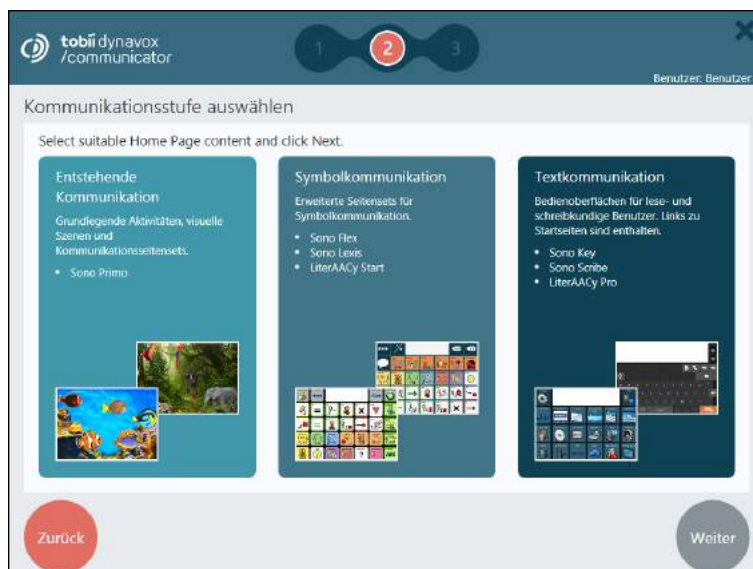 tobii dynavox
/communicator
1
2
3
Benutzer: Benutzer
Kommunikationsstufe auswählen
Select suitable Home Page content and click Next.
Entstehende
Kommunikation
Grundlegende Aktivitäten, visuelle
Szenen und
Kommunikationsseitensets.
• Sono Primo
Symbolkommunikation
Erweiterte Seitensets für
Symbolkommunikation.
• Sono Flex
• Sono Lexis
• LiterAACy Start
Textkommunikation
Bedienoberflächen für lese- und
schreibkundige Benutzer. Links zu
Startseiten sind enthalten.
• Sono Key
• Sono Scribe
• LiterAACy Pro
Zurück
Weiter